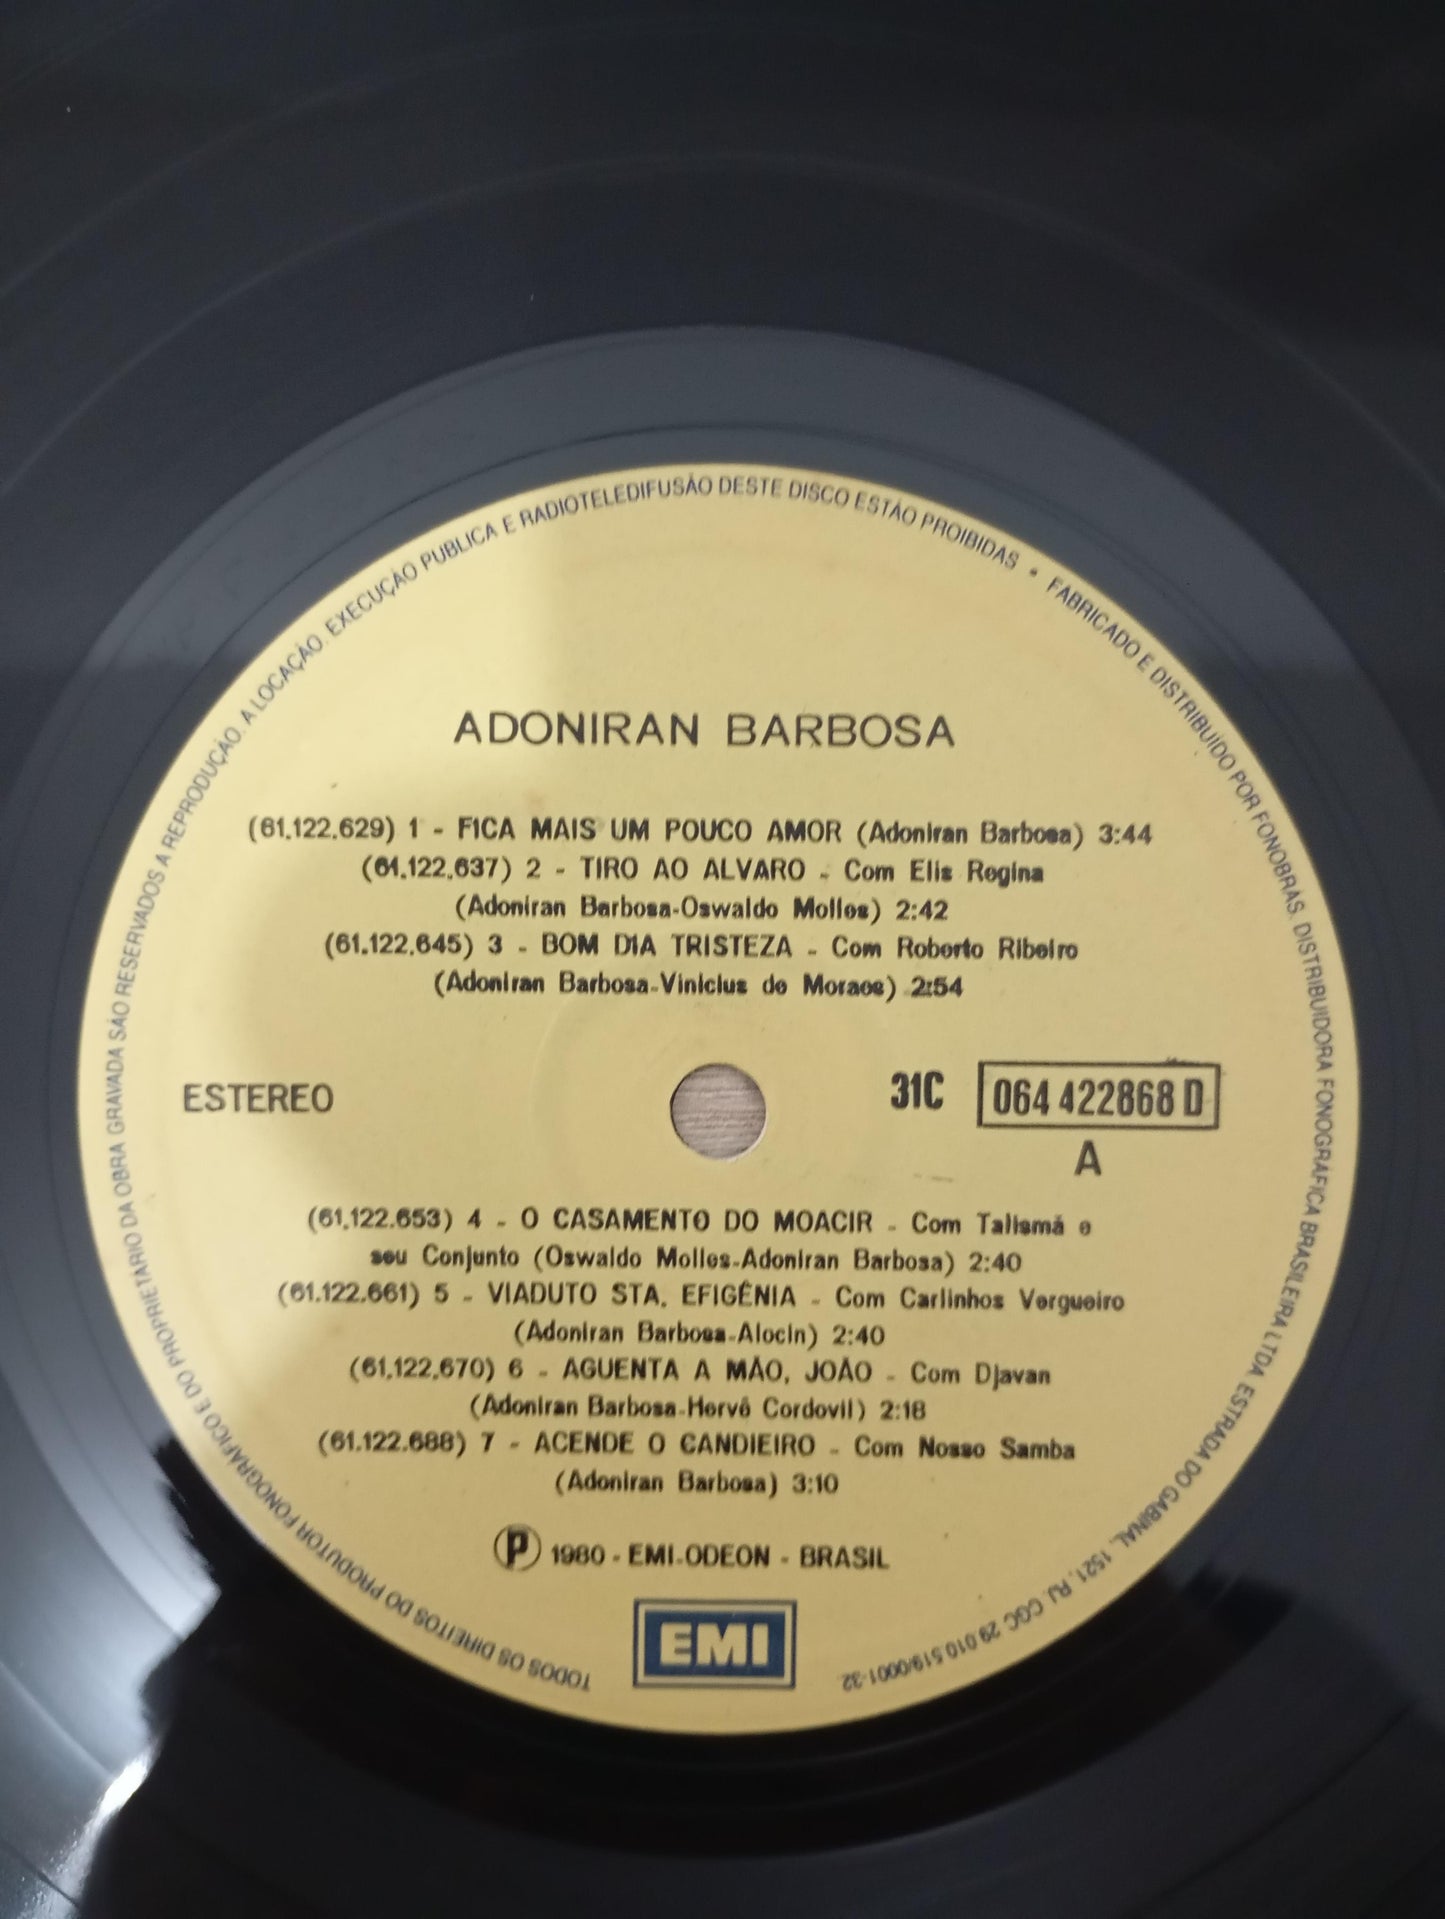 TODOS OS DIREITOS DO PRODUTOR FONOGRÁFICO E DO PROPRIETÁRIO DA OBRA GRAVADA SÃO RESERVADOS A REPRODUÇÃO. A LOCAÇÃO. EXECUÇÃO PUBLICA E RADIOTELEDIFUSÃO DESTE DISCO ESTÃO PROIBIDAS • FABRICADO E DISTRIBUÍDO POR FONOBRÁS. DISTRIBUIDORA FONOGRÁFICA BRASILEIRA LTDA. ESTRADA DO GABINAL, 1521, RJ. CGC 29.010.519/0001-32
ADONIRAN BARBOSA
(61.122.629) 1 - FICA MAIS UM POUCO AMOR (Adoniran Barbosa) 3:44
(61.122.637) 2 - TIRO AO ALVARO - Com Elis Regina
(Adoniran Barbosa-Oswaldo Molles) 2:42
(61.122.645) 3 - BOM DIA TRISTEZA - Com Roberto Ribeiro
(Adoniran Barbosa-Vinicius de Moraes) 2:54
ESTEREO
31C 064 422868 D
A
(61.122.653) 4 - O CASAMENTO DO MOACIR - Com Talismã e
seu Conjunto (Oswaldo Molles-Adoniran Barbosa) 2:40
(61.122.661) 5 - VIADUTO STA. EFIGÊNIA - Com Carlinhos Vergueiro
(Adoniran Barbosa-Alocin) 2:40
(61.122.670) 6 - AGUENTA A MÃO, JOÃO - Com Djavan
(Adoniran Barbosa-Hervê Cordovil) 2:18
(61.122.688) 7 - ACENDE O CANDIEIRO - Com Nosso Samba
(Adoniran Barbosa) 3:10
Ⓟ 1980 - EMI-ODEON - BRASIL
EMI